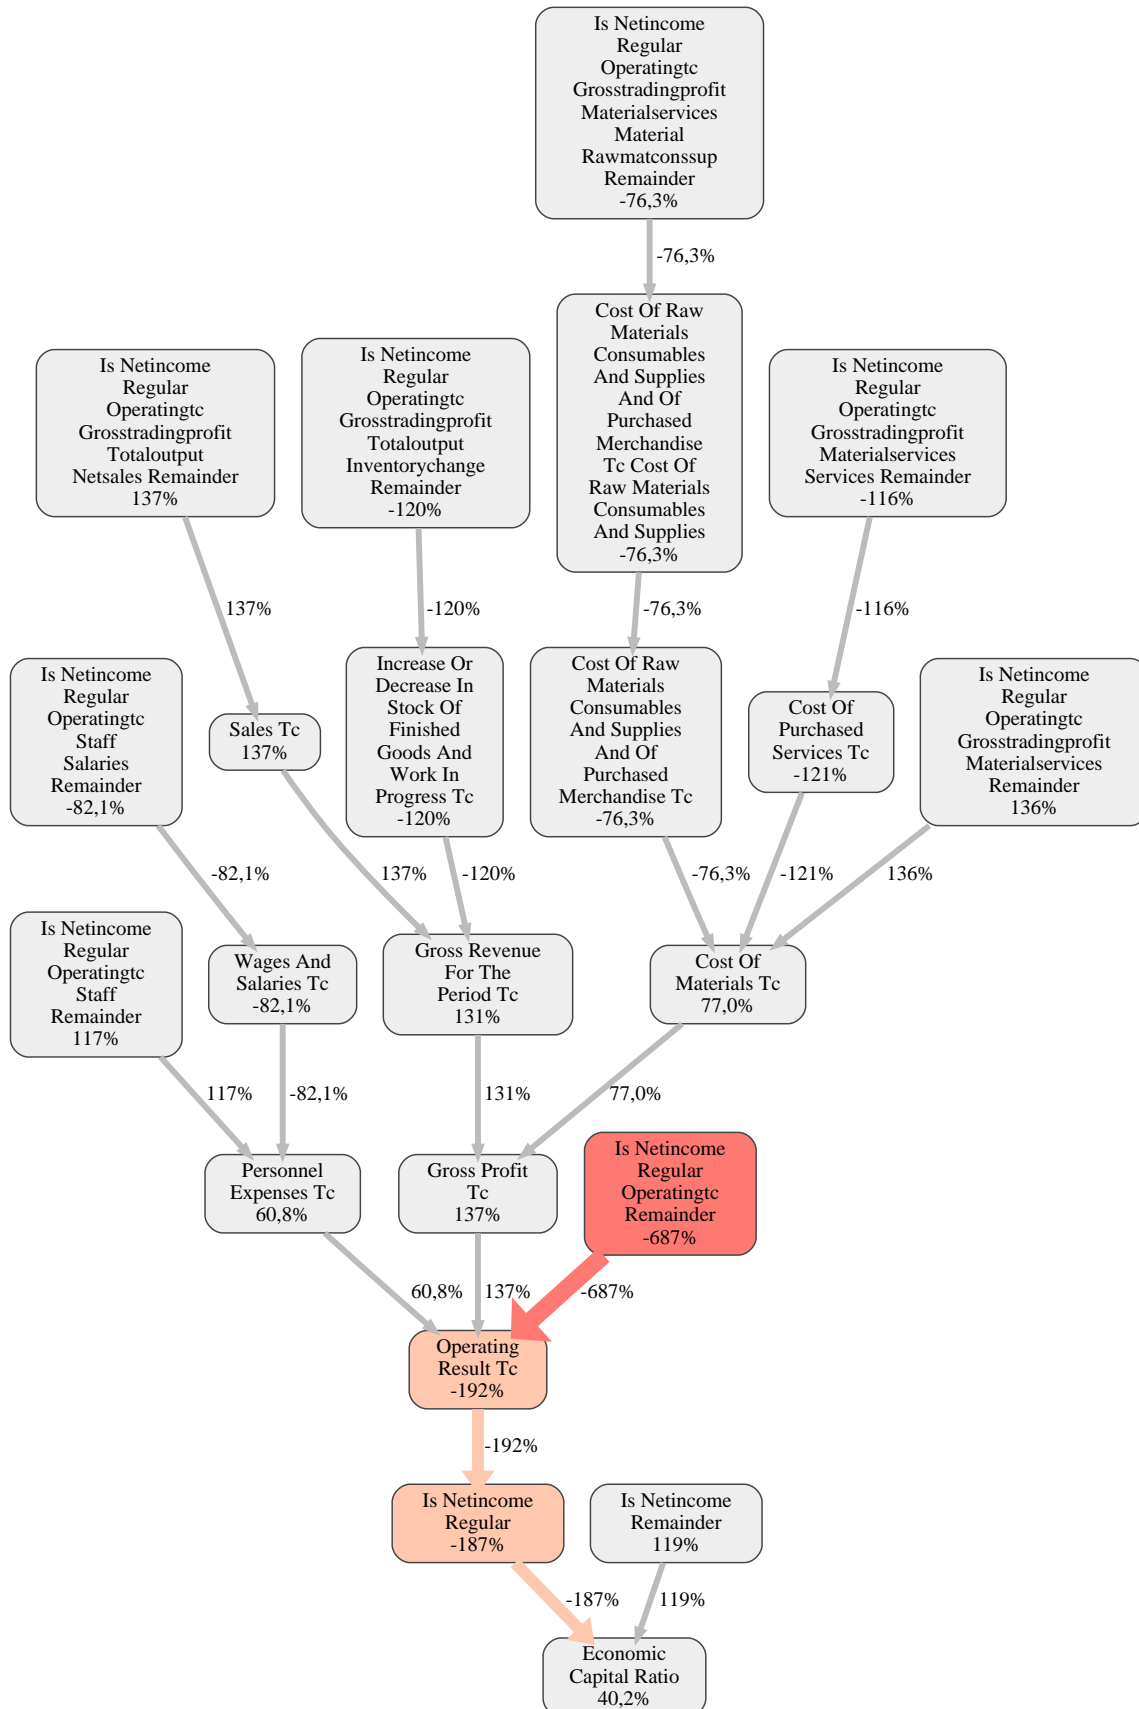 Is Netincome
Regular
Operatingtc
Grosstradingprofit
Materialservices
Material
Rawmatconssup
Remainder
-76,3%
-76,3%
Is Netincome
Regular
Operatingtc
Grosstradingprofit
Totaloutput
Netsales Remainder
137%
Is Netincome
Regular
Operatingtc
Grosstradingprofit
Totaloutput
Inventorychange
Remainder
-120%
Cost Of Raw
Materials
Consumables
And Supplies
And Of
Purchased
Merchandise
Tc Cost Of
Raw Materials
Consumables
And Supplies
-76,3%
Is Netincome
Regular
Operatingtc
Grosstradingprofit
Materialservices
Services Remainder
-116%
137%
-120%
-76,3%
-116%
Is Netincome
Regular
Operatingtc
Staff
Salaries
Remainder
-82,1%
Sales Tc
137%
Increase Or
Decrease In
Stock Of
Finished
Goods And
Work In
Progress Tc
-120%
Cost Of Raw
Materials
Consumables
And Supplies
And Of
Purchased
Merchandise Tc
-76,3%
Cost Of
Purchased
Services Tc
-121%
Is Netincome
Regular
Operatingtc
Grosstradingprofit
Materialservices
Remainder
136%
-82,1%
137%
-120%
-76,3%
-121%
136%
Is Netincome
Regular
Operatingtc
Staff
Remainder
117%
Wages And
Salaries Tc
-82,1%
Gross Revenue
For The
Period Tc
131%
Cost Of
Materials Tc
77,0%
117%
-82,1%
131%
77,0%
Personnel
Expenses Tc
60,8%
Gross Profit
Tc
137%
Is Netincome
Regular
Operatingtc
Remainder
-687%
60,8%
137%
-687%
Operating
Result Tc
-192%
-192%
Is Netincome
Regular
-187%
Is Netincome
Remainder
119%
-187%
119%
Economic
Capital Ratio
40,2%